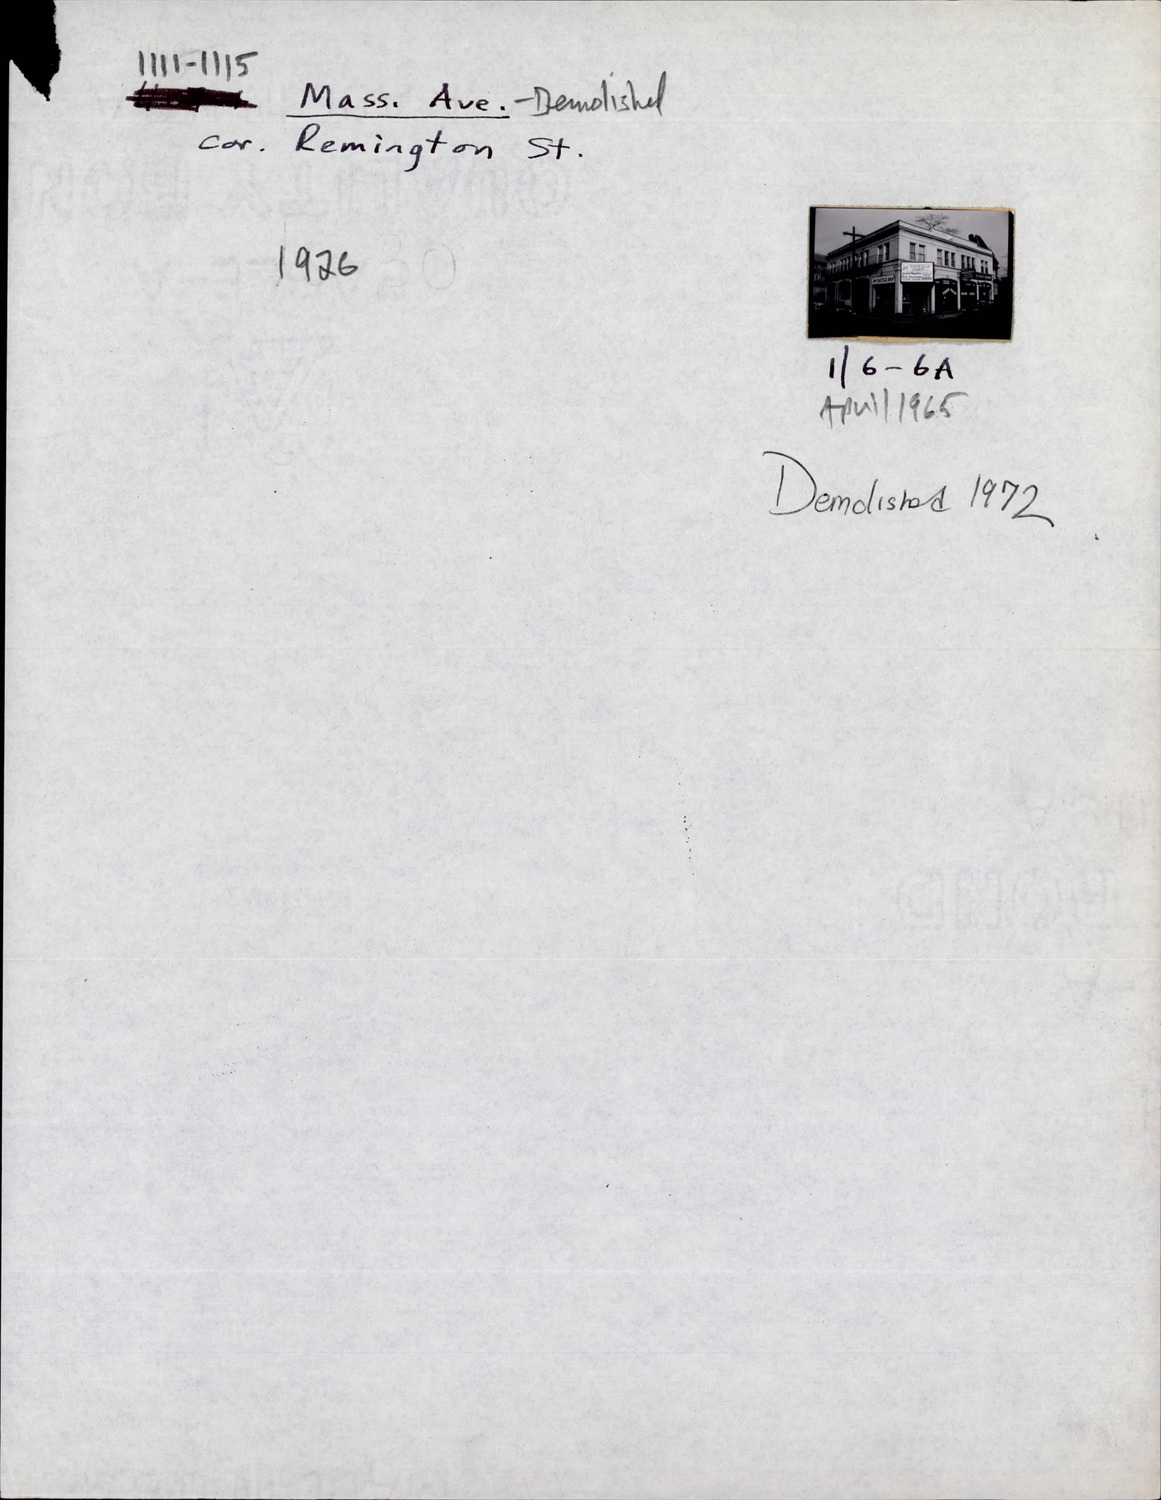 1111-1115
Mass. Ave. - Demolished
cor. Remington St.
1926
1/6-6A
April 1965
Demolished 1972